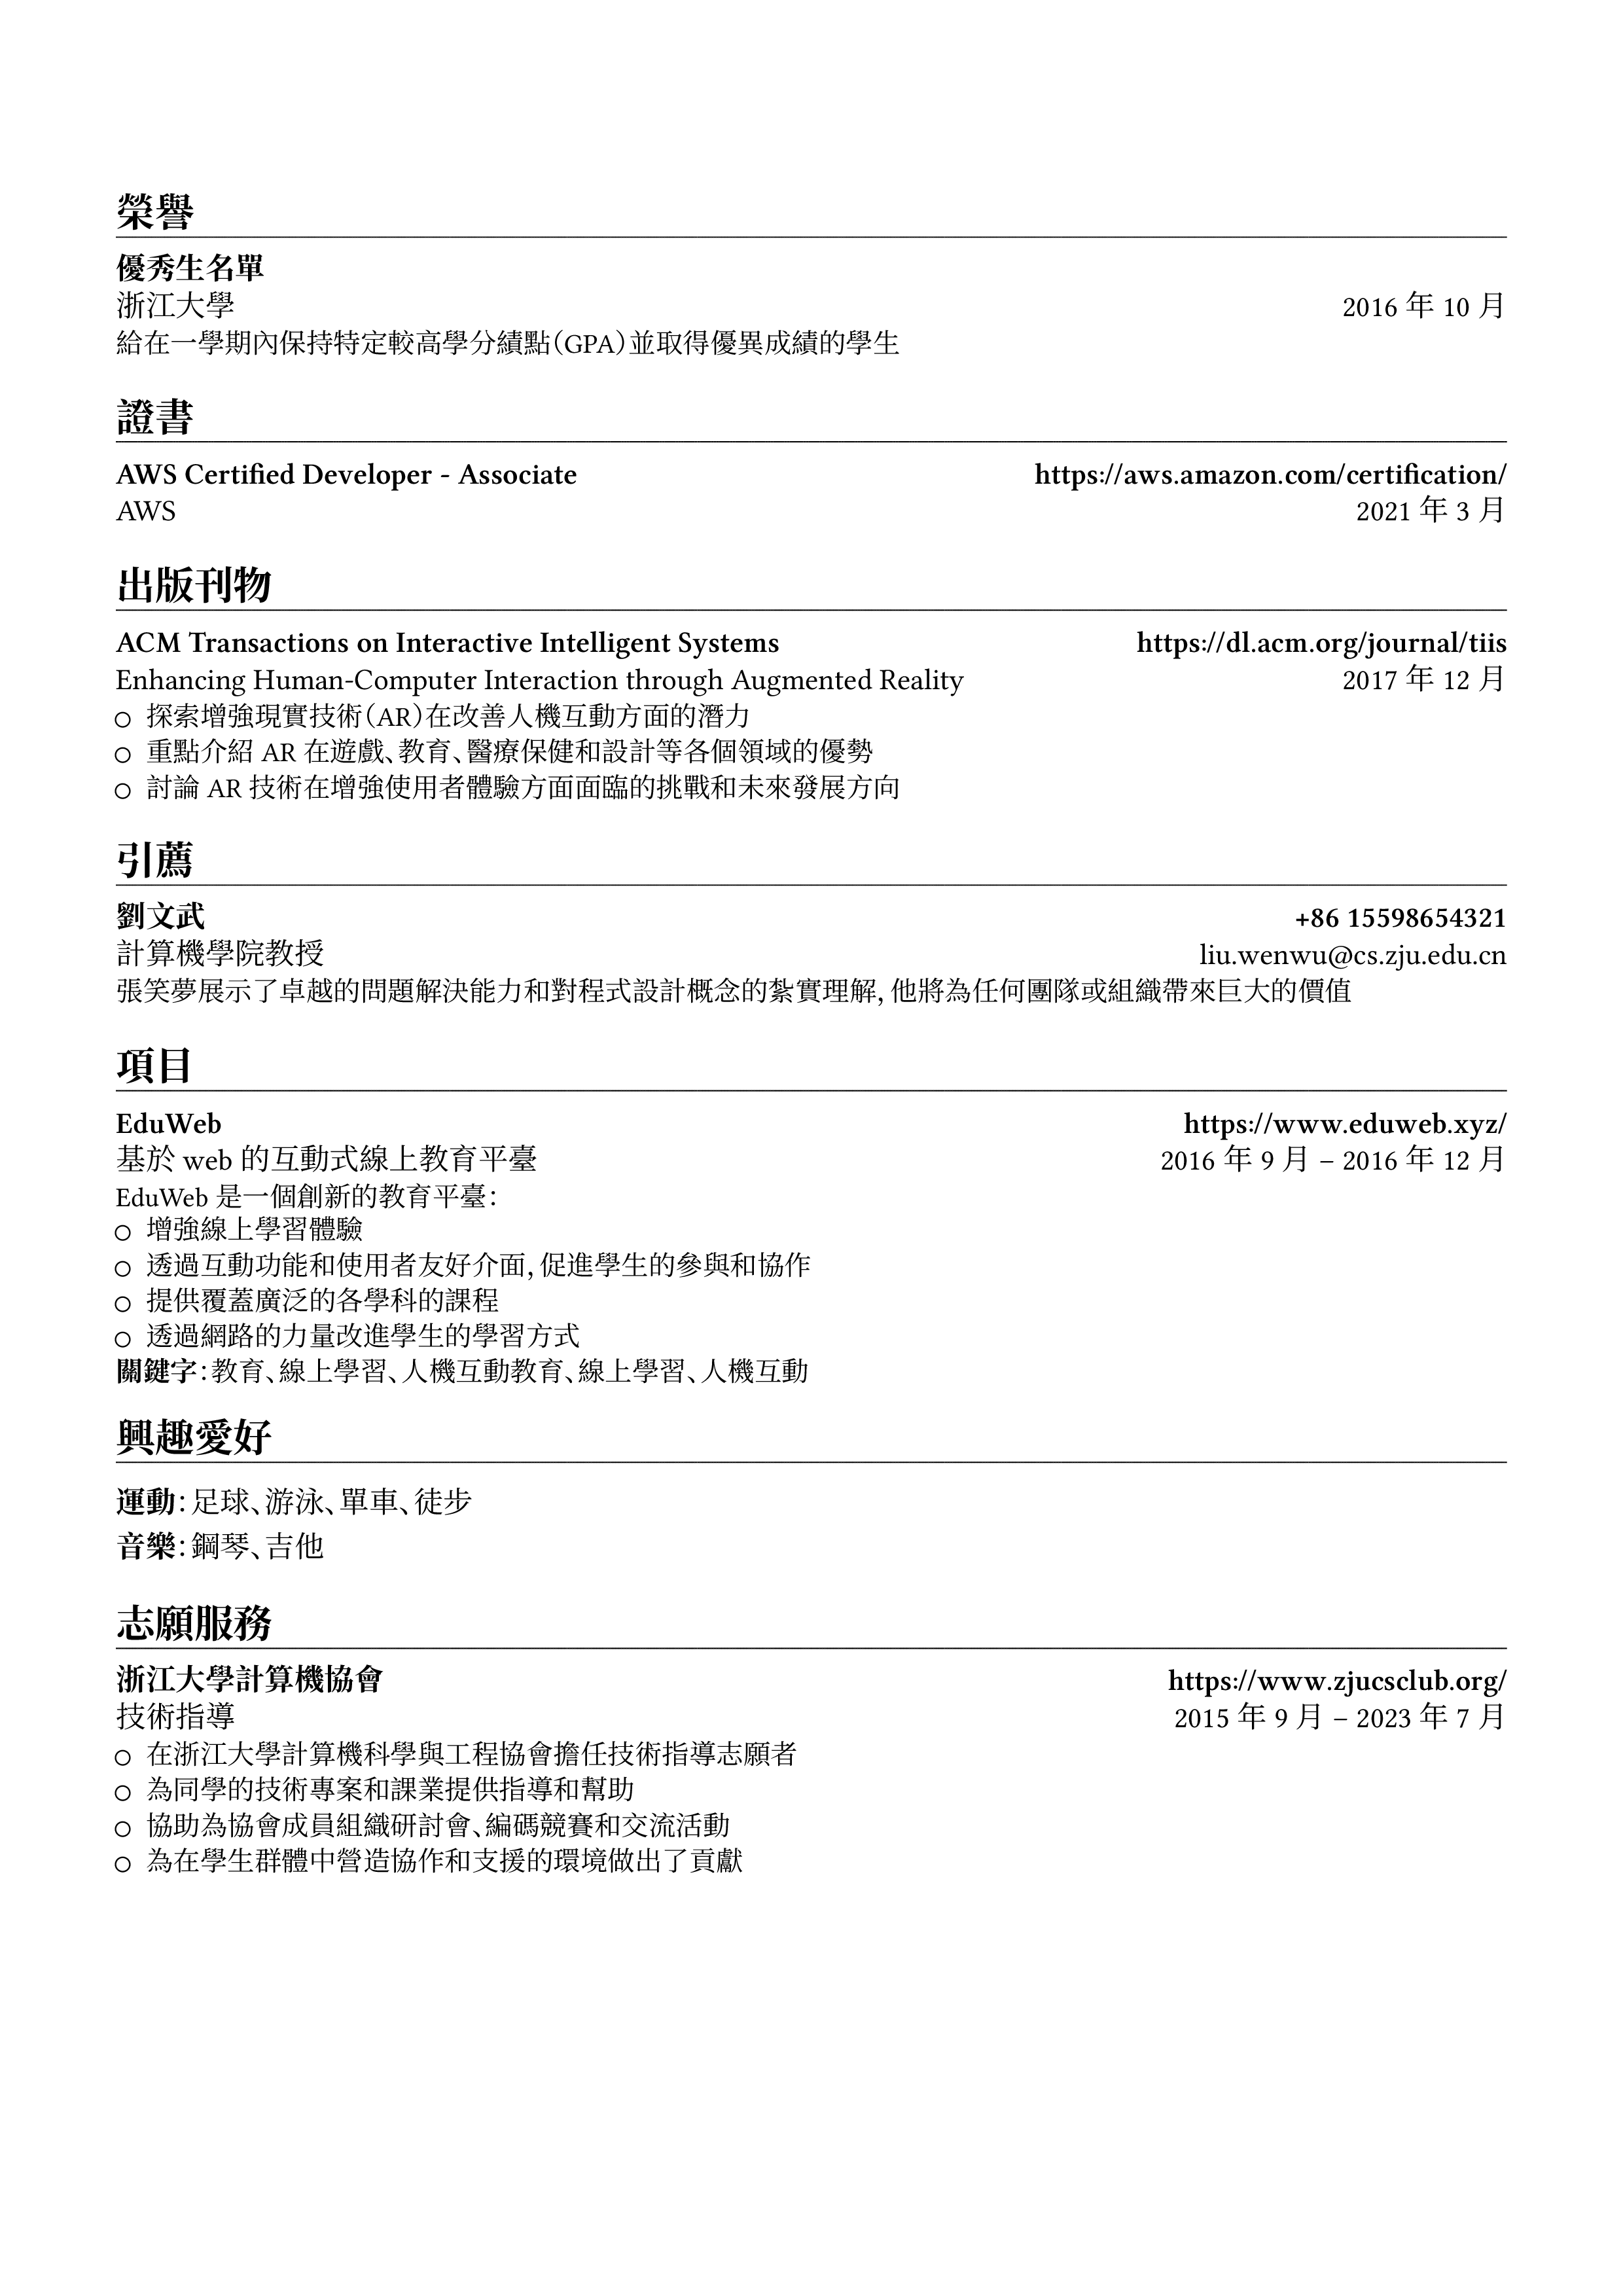 榮譽
優秀生名單
浙江大學 2016 年 10 月
給在一學期內保持特定較高學分績點（GPA）並取得優異成績的學生
證書
AWS Certified Developer - Associate https://aws.amazon.com/certification/
AWS 2021 年 3 月
出版刊物
ACM Transactions on Interactive Intelligent Systems https://dl.acm.org/journal/tiis
Enhancing Human-Computer Interaction through Augmented Reality 2017 年 12 月
○ 探索增強現實技術（AR）在改善人機互動方面的潛力
○ 重點介紹 AR 在遊戲、教育、醫療保健和設計等各個領域的優勢
○ 討論 AR 技術在增強使用者體驗方面面臨的挑戰和未來發展方向
引薦
劉文武 +86 15598654321
計算機學院教授 liu.wenwu@cs.zju.edu.cn
張笑夢展示了卓越的問題解決能力和對程式設計概念的紮實理解，他將為任何團隊或組織帶來巨大的價值
項目
EduWeb https://www.eduweb.xyz/
基於 web 的互動式線上教育平臺 2016 年 9 月 – 2016 年 12 月
EduWeb 是一個創新的教育平臺：
○ 增強線上學習體驗
○ 透過互動功能和使用者友好介面，促進學生的參與和協作
○ 提供覆蓋廣泛的各學科的課程
○ 透過網路的力量改進學生的學習方式
關鍵字：教育、線上學習、人機互動教育、線上學習、人機互動
興趣愛好
運動：足球、游泳、單車、徒步
音樂：鋼琴、吉他
志願服務
浙江大學計算機協會 https://www.zjucsclub.org/
技術指導 2015 年 9 月 – 2023 年 7 月
○ 在浙江大學計算機科學與工程協會擔任技術指導志願者
○ 為同學的技術專案和課業提供指導和幫助
○ 協助為協會成員組織研討會、編碼競賽和交流活動
○ 為在學生群體中營造協作和支援的環境做出了貢獻